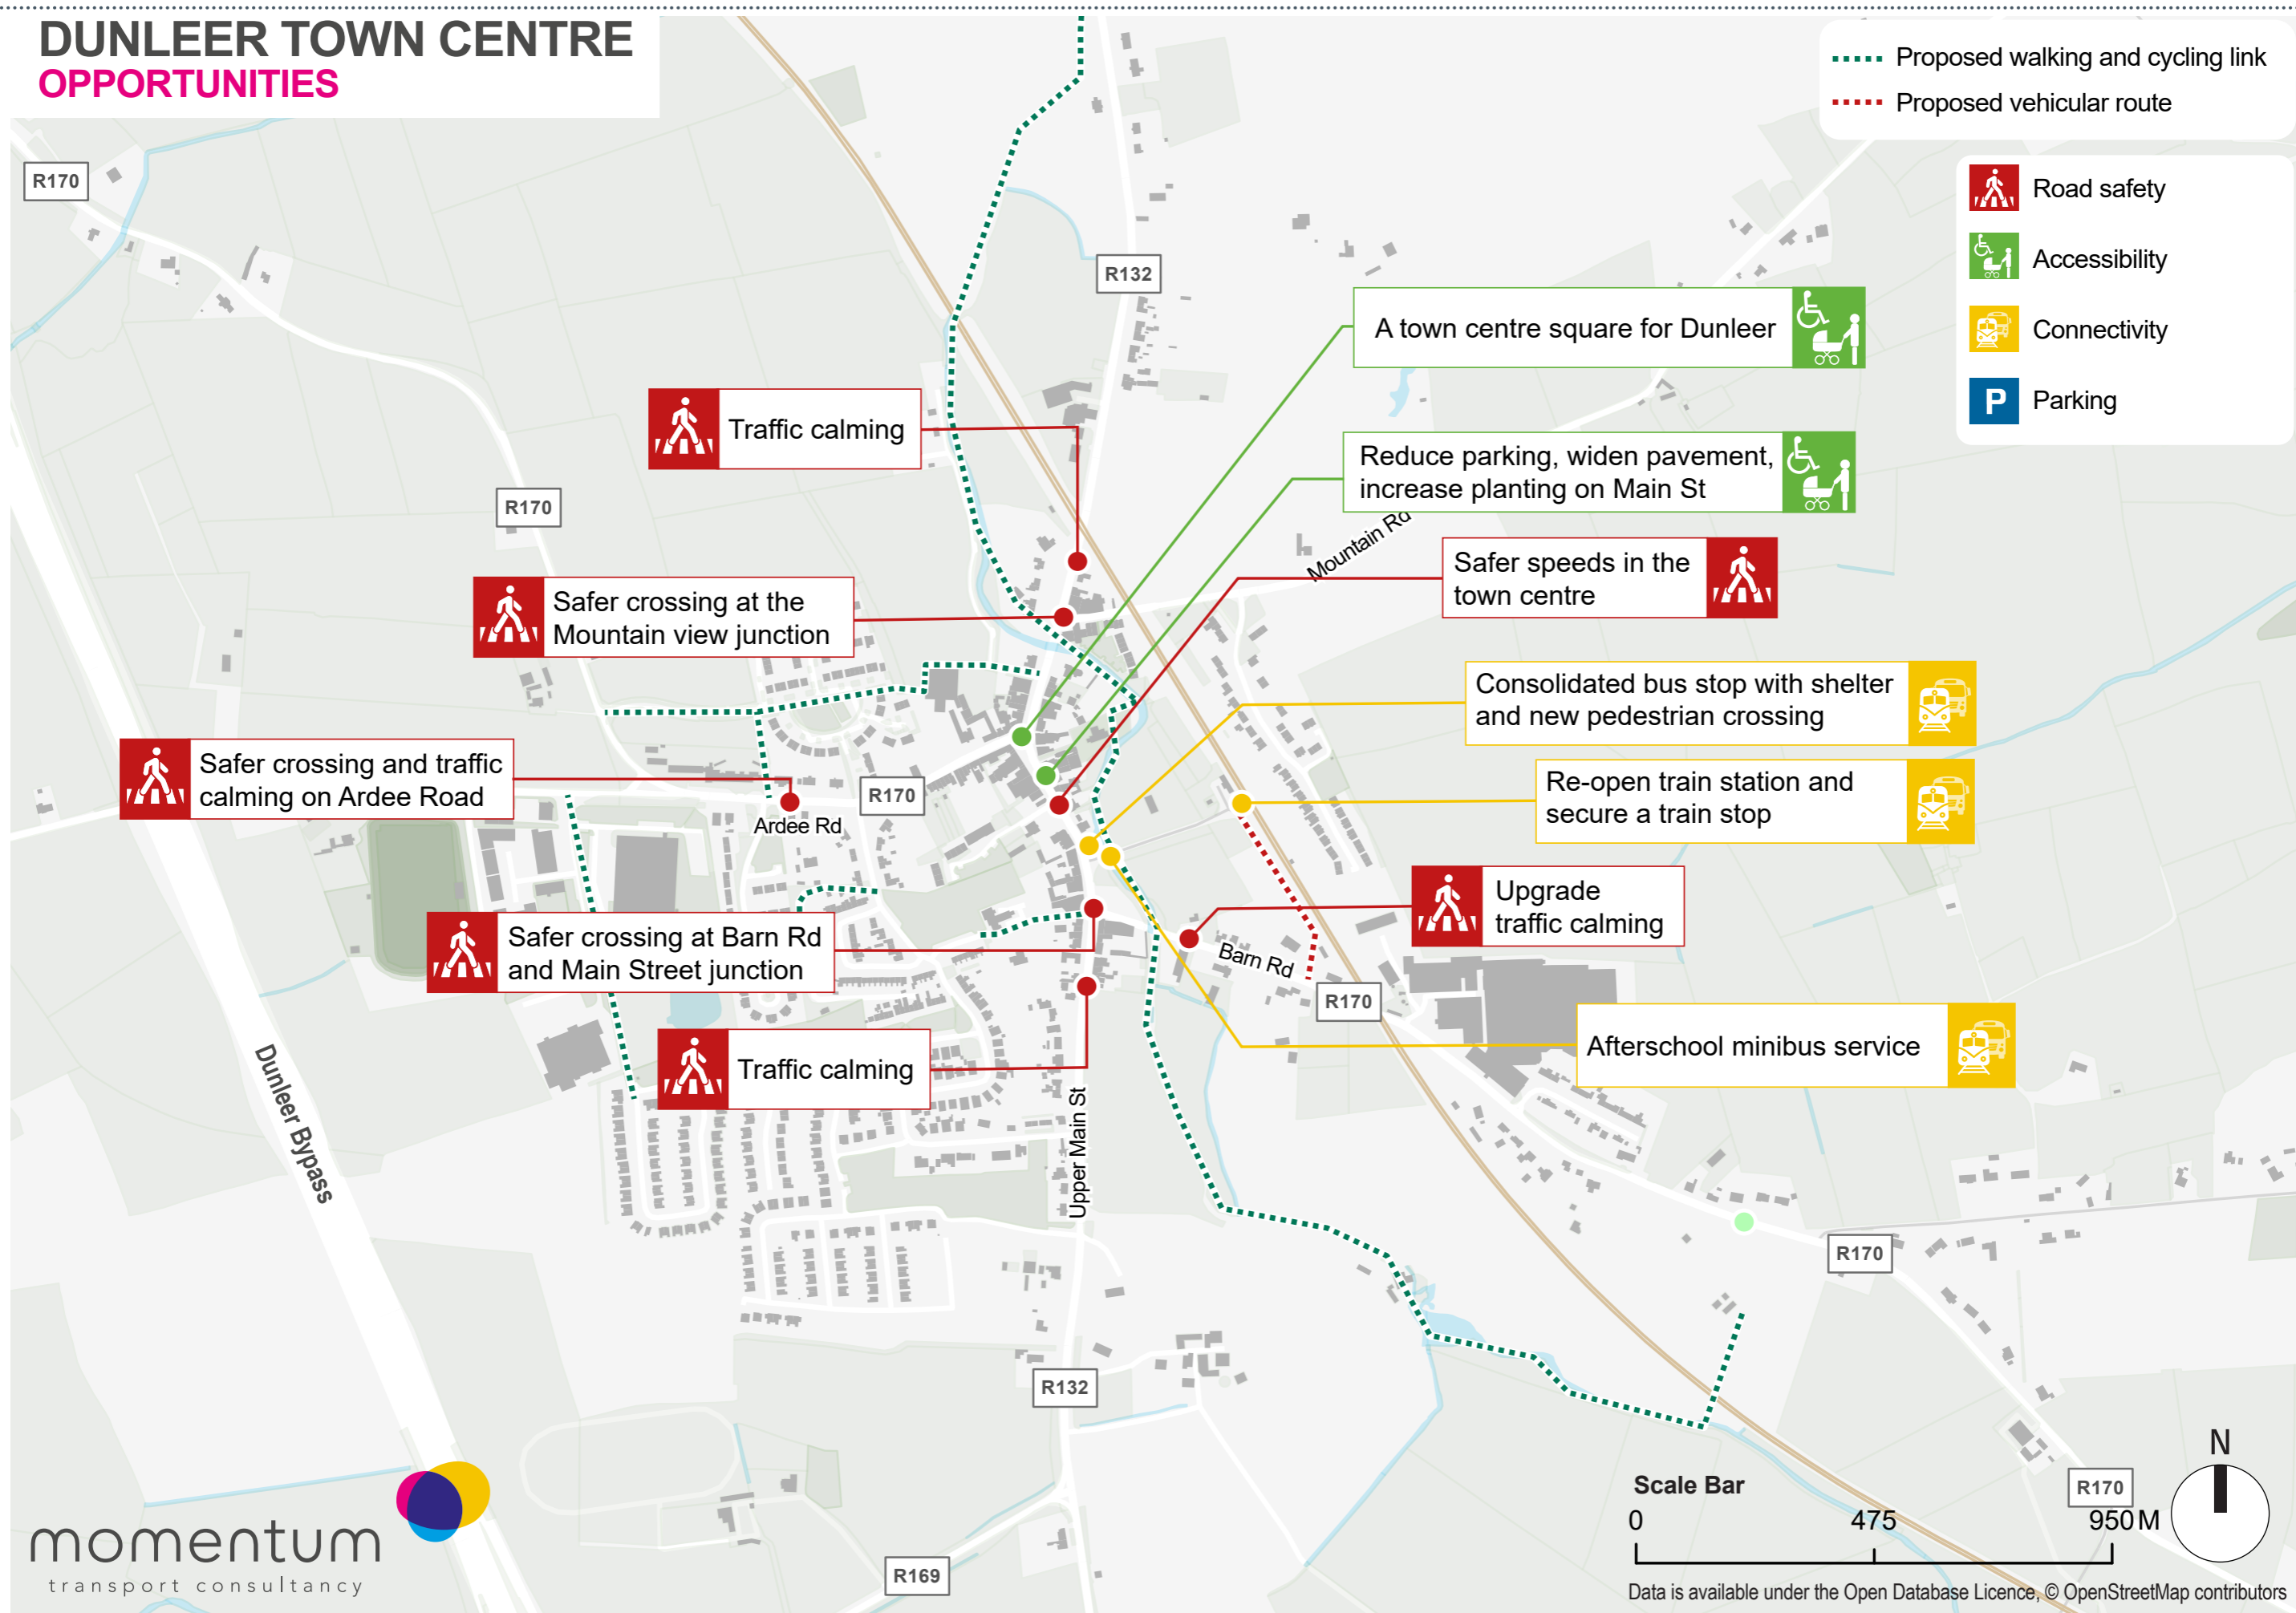 DUNLEER TOWN CENTRE
OPPORTUNITIES
Proposed walking and cycling link
Proposed vehicular route
Road safety
Accessibility
Connectivity
P
Parking
R170
R132
A town centre square for Dunleer
Traffic calming
Reduce parking, widen pavement,
increase planting on Main St
R170
Mountain Rd
Safer speeds in the
town centre
Safer crossing at the
Mountain view junction
Consolidated bus stop with shelter
and new pedestrian crossing
Safer crossing and traffic
calming on Ardee Road
R170
Ardee Rd
Re-open train station and
secure a train stop
Upgrade
traffic calming
Safer crossing at Barn Rd
and Main Street junction
Barn Rd
R170
Afterschool minibus service
Traffic calming
Dunleer Bypass
Upper Main St
R170
R132
R170
R169
N
Scale Bar
0
475
950 M
momentum
transport consultancy
Data is available under the Open Database Licence, © OpenStreetMap contributors